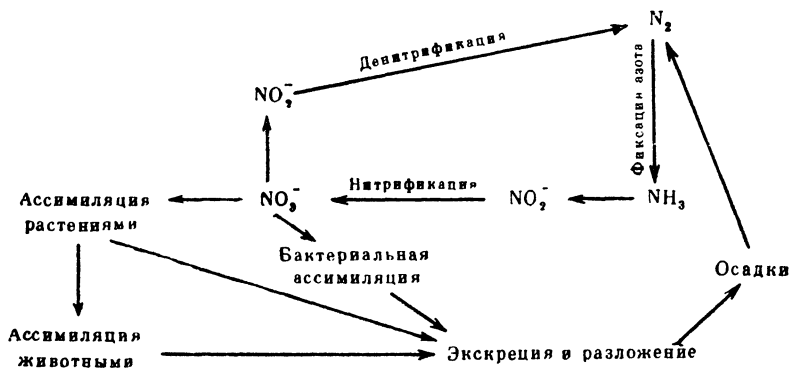 N₂
Денитрификация
Фиксация азота
NO₂⁻
Ассимиляция
растениями
NO₃⁻
Нитрификация
NO₂⁻
NH₃
Бактериальная
ассимиляция
Осадки
Ассимиляция
животными
Экскреция и разложение